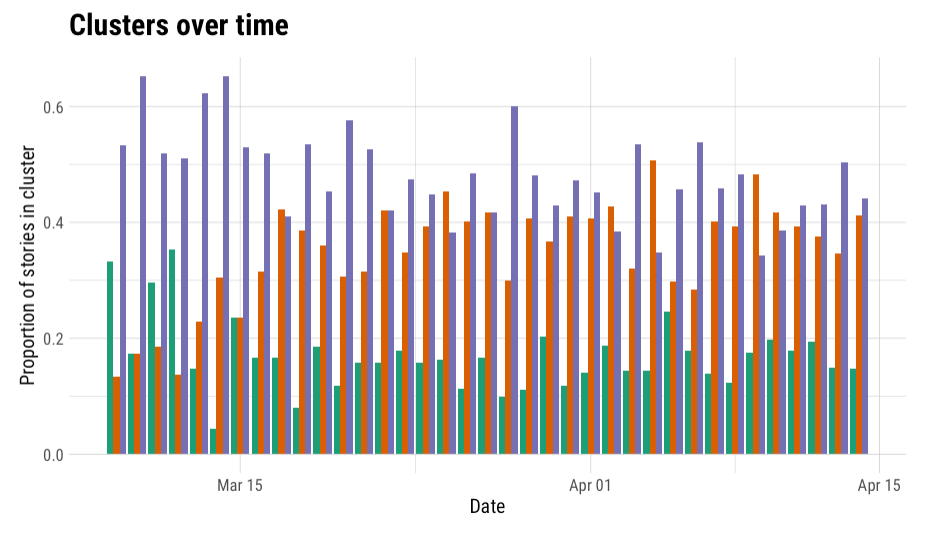 Clusters over time
Proportion of stories in cluster
0.6
0.4
0.2
0.0
Mar 15
Apr 01
Apr 15
Date